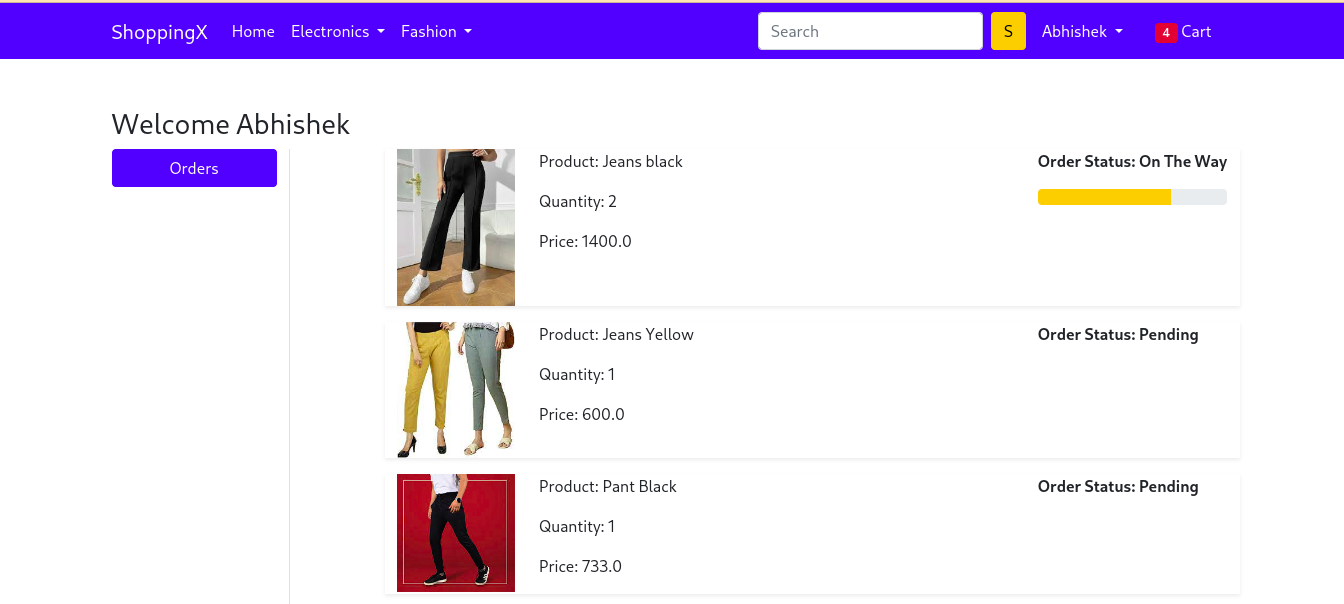 ShoppingX Home Electronics Fashion Search S Abhishek 4 Cart
Welcome Abhishek
Orders
Product: Jeans black
Quantity: 2
Price: 1400.0
Order Status: On The Way
Product: Jeans Yellow
Quantity: 1
Price: 600.0
Order Status: Pending
Product: Pant Black
Quantity: 1
Price: 733.0
Order Status: Pending